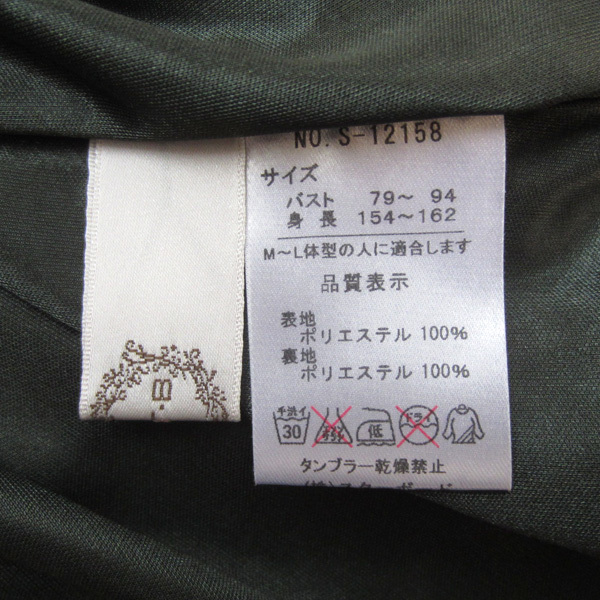 NO. S-12158
サイズ
バスト 79～ 94
身長 154～162
M～L体型の人に適合します
品質表示
表地
ポリエステル 100%
裏地
ポリエステル 100%
手洗イ
30
低
ドライ
タンブラー乾燥禁止